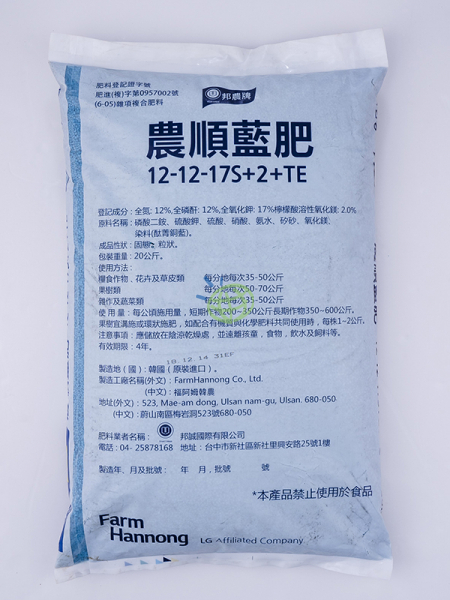 肥料登記證字號
肥進(複)字第0957002號
(6-05)雜項複合肥料
邦農牌
農順藍肥
12-12-17S+2+TE
登記成分：全氮: 12%,全磷酐: 12%,全氧化鉀: 17%檸檬酸溶性氧化鎂: 2.0%
原料名稱：磷酸二銨、硫酸鉀、硫酸、硝酸、氨水、矽砂、氧化鎂、
染料(酞菁銅藍)。
成品性狀：固態、粒狀。
包裝重量：20公斤。
使用方法：
糧食作物、花卉及草皮類 每分地每次35-50公斤
果樹類 每分地每次50-70公斤
雜作及蔬菜類 每分地每次35-50公斤
使 用 量：每公頃施用量，短期作物200~350公斤長期作物350~600公斤。
果樹宜溝施或環狀施肥，如配合有機質與化學肥料共同使用時，每株1~2公斤.
注意事項：應儲放在陰涼乾燥處，並遠離孩童，食物，飲水及飼料等。
有效期限：4年。
18.12.14 31EF
製造地（國）：韓國（原裝進口）。
製造工廠名稱(外文)：FarmHannong Co., Ltd.
(中文)：福阿姆韓農
地址(外文)：523, Mae-am dong, Ulsan nam-gu, Ulsan. 680-050
(中文)：蔚山南區梅岩洞523號680-050
肥料業者名稱： 邦誠國際有限公司
電話：04- 25878168 地址：台中市新社區新社里興安路25號1樓
製造年、月及批號： 年 月，批號 號
*本產品禁止使用於食品
Farm
Hannong
LG Affiliated Company